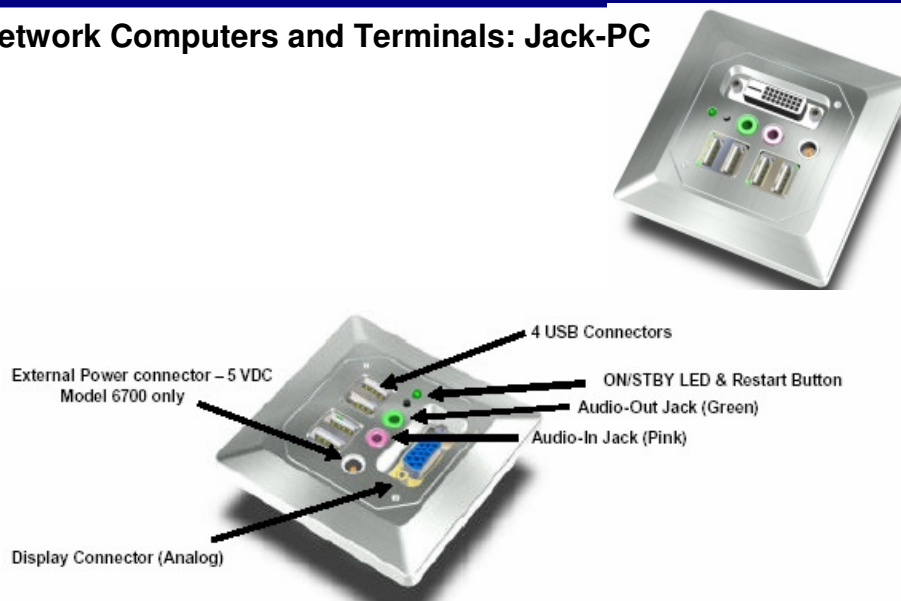 etwork Computers and Terminals: Jack-PC
4 USB Connectors
External Power connector – 5 VDC
Model 6700 only
ON/STBY LED & Restart Button
Audio-Out Jack (Green)
Audio-In Jack (Pink)
Display Connector (Analog)